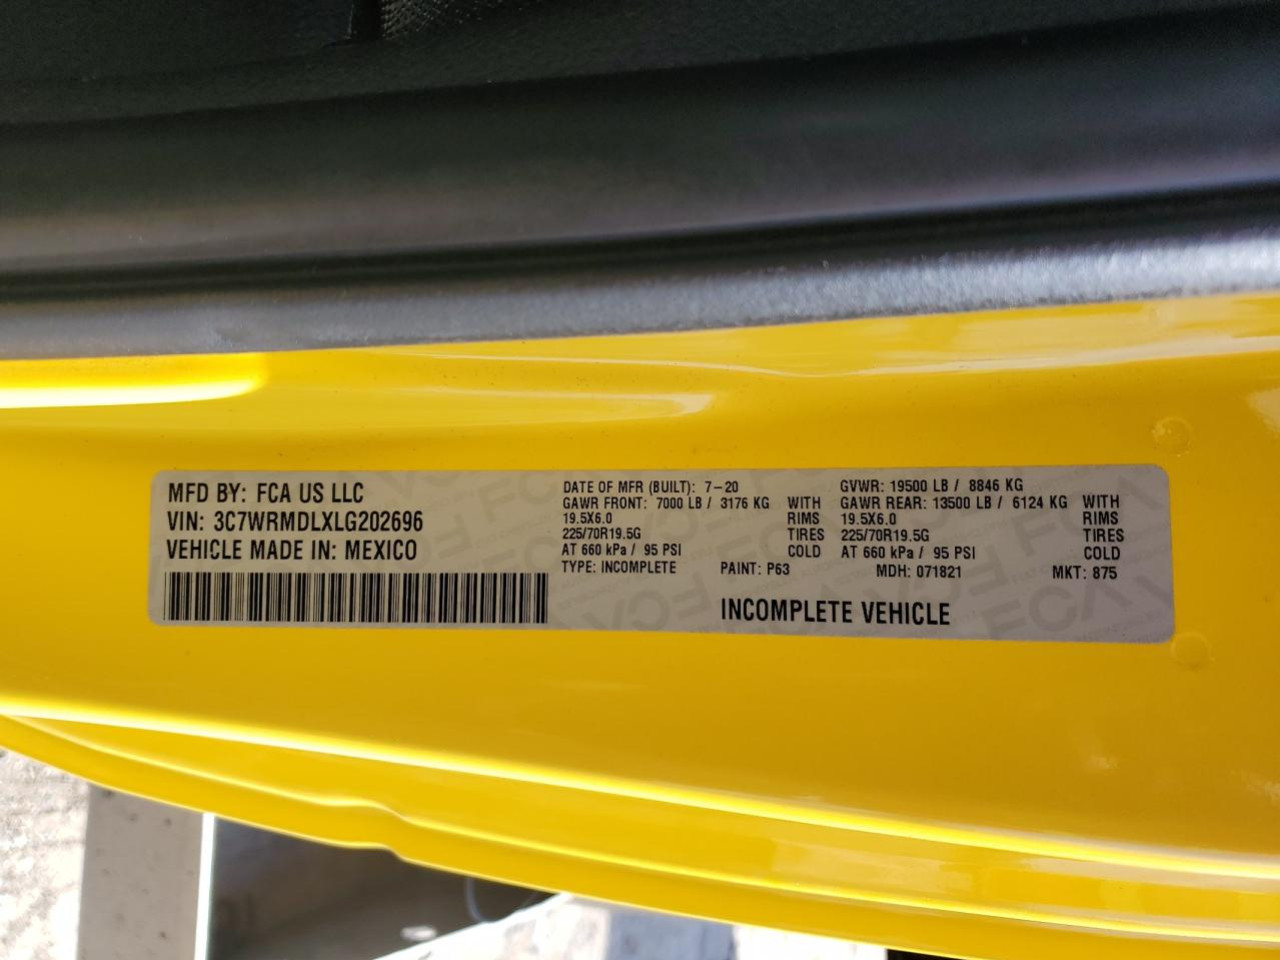 MFD BY: FCA US LLC
VIN: 3C7WRMDLXLG202696
VEHICLE MADE IN: MEXICO
DATE OF MFR (BUILT): 7-20
GAWR FRONT: 7000 LB / 3176 KG WITH
19.5X6.0 RIMS
225/70R19.5G TIRES
AT 660 kPa / 95 PSI COLD
TYPE: INCOMPLETE
GVWR: 19500 LB / 8846 KG
GAWR REAR: 13500 LB / 6124 KG WITH
19.5X6.0 RIMS
225/70R19.5G TIRES
AT 660 kPa / 95 PSI COLD
PAINT: P63 MDH: 071821 MKT: 875
INCOMPLETE VEHICLE